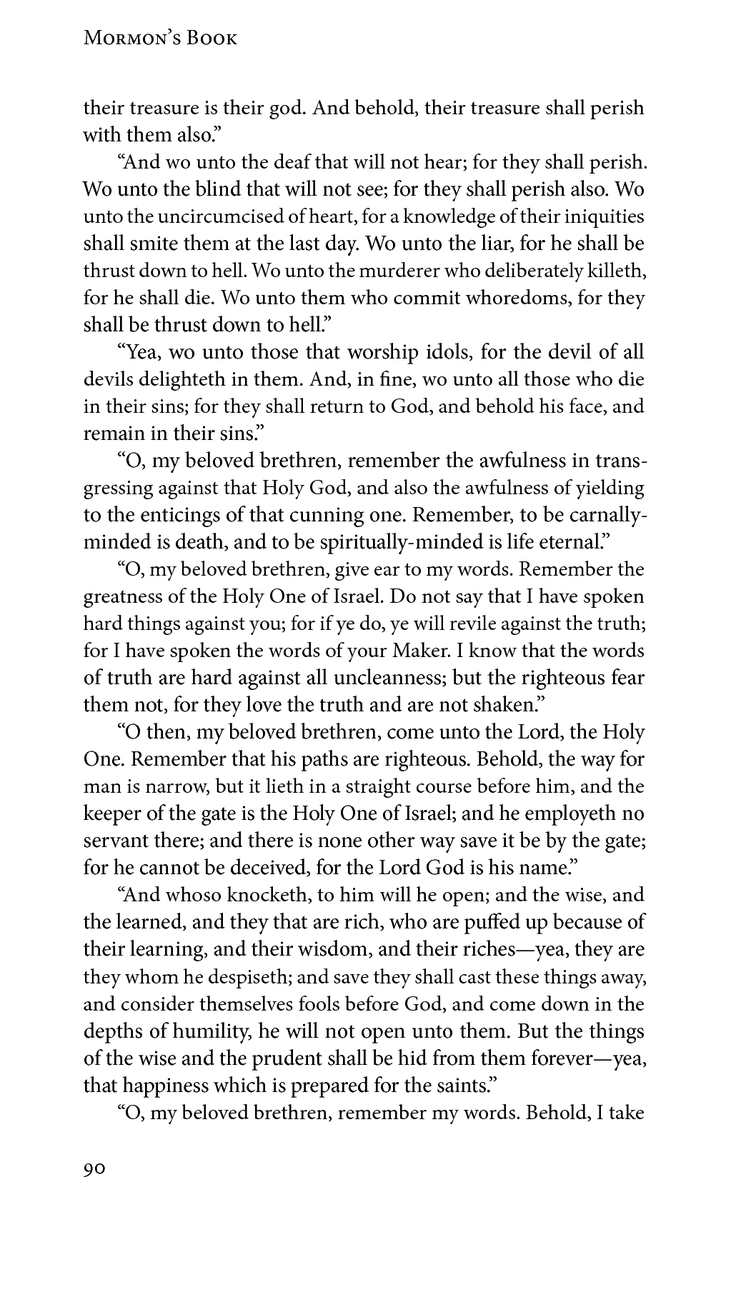 Mormon’s Book
their treasure is their god. And behold, their treasure shall perish
with them also.”
“And wo unto the deaf that will not hear; for they shall perish.
Wo unto the blind that will not see; for they shall perish also. Wo
unto the uncircumcised of heart, for a knowledge of their iniquities
shall smite them at the last day. Wo unto the liar, for he shall be
thrust down to hell. Wo unto the murderer who deliberately killeth,
for he shall die. Wo unto them who commit whoredoms, for they
shall be thrust down to hell.”
“Yea, wo unto those that worship idols, for the devil of all
devils delighteth in them. And, in fine, wo unto all those who die
in their sins; for they shall return to God, and behold his face, and
remain in their sins.”
“O, my beloved brethren, remember the awfulness in trans-
gressing against that Holy God, and also the awfulness of yielding
to the enticings of that cunning one. Remember, to be carnally-
minded is death, and to be spiritually-minded is life eternal.”
“O, my beloved brethren, give ear to my words. Remember the
greatness of the Holy One of Israel. Do not say that I have spoken
hard things against you; for if ye do, ye will revile against the truth;
for I have spoken the words of your Maker. I know that the words
of truth are hard against all uncleanness; but the righteous fear
them not, for they love the truth and are not shaken.”
“O then, my beloved brethren, come unto the Lord, the Holy
One. Remember that his paths are righteous. Behold, the way for
man is narrow, but it lieth in a straight course before him, and the
keeper of the gate is the Holy One of Israel; and he employeth no
servant there; and there is none other way save it be by the gate;
for he cannot be deceived, for the Lord God is his name.”
“And whoso knocketh, to him will he open; and the wise, and
the learned, and they that are rich, who are puffed up because of
their learning, and their wisdom, and their riches—yea, they are
they whom he despiseth; and save they shall cast these things away,
and consider themselves fools before God, and come down in the
depths of humility, he will not open unto them. But the things
of the wise and the prudent shall be hid from them forever—yea,
that happiness which is prepared for the saints.”
“O, my beloved brethren, remember my words. Behold, I take
90